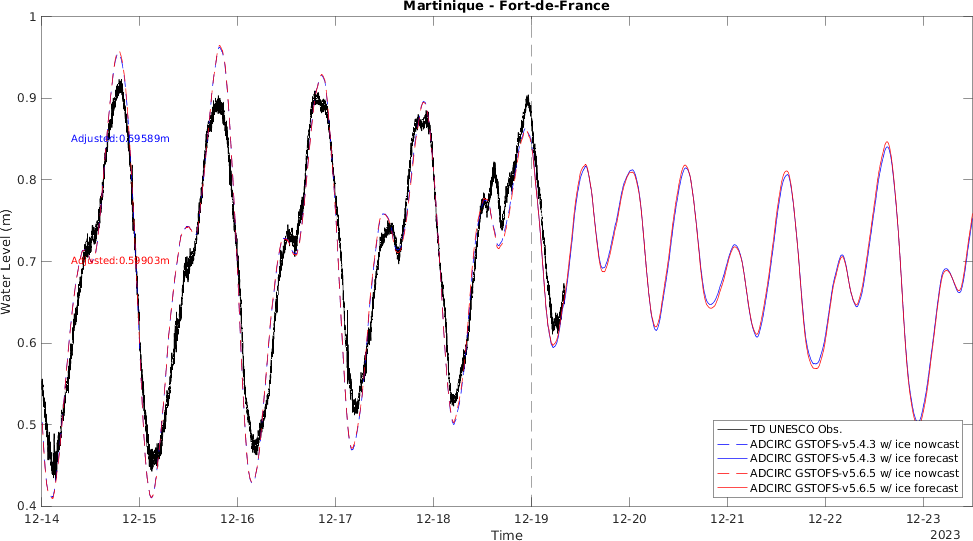 Martinique - Fort-de-France
1
0.9
0.8
0.7
0.6
0.5
0.4
Water Level (m)
Adjusted:0.59589m
Adjusted:0.59903m
12-14
12-15
12-16
12-17
12-18
12-19
12-20
12-21
12-22
12-23
Time
2023
TD UNESCO Obs.
ADCIRC GSTOFS-v5.4.3 w/ ice nowcast
ADCIRC GSTOFS-v5.4.3 w/ ice forecast
ADCIRC GSTOFS-v5.6.5 w/ ice nowcast
ADCIRC GSTOFS-v5.6.5 w/ ice forecast